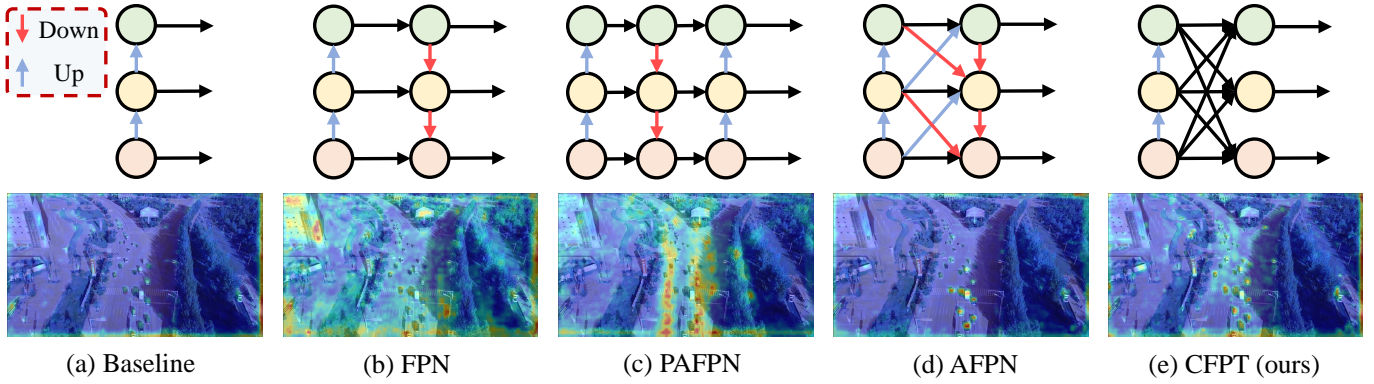 Down
Up
(a) Baseline
(b) FPN
(c) PAFPN
(d) AFPN
(e) CFPT (ours)